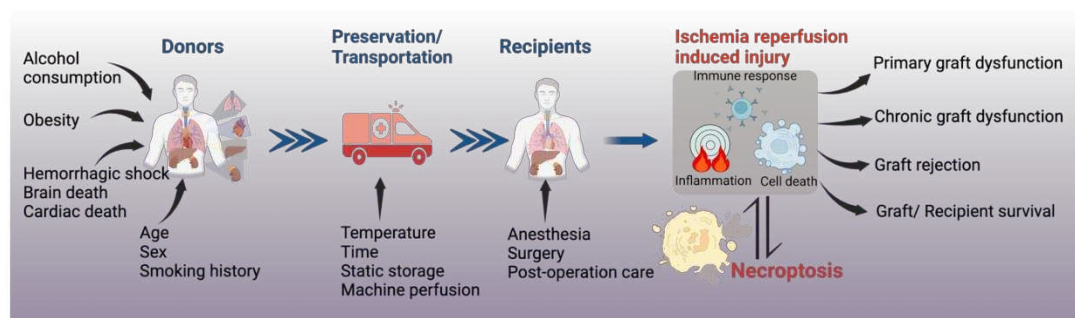 Donors
Alcohol
consumption
Obesity
Hemorrhagic shock
Brain death
Cardiac death
Age
Sex
Smoking history
Preservation/
Transportation
Temperature
Time
Static storage
Machine perfusion
Recipients
Anesthesia
Surgery
Post-operation care
Ischemia reperfusion
induced injury
Immune response
Inflammation
Cell death
Necroptosis
Primary graft dysfunction
Chronic graft dysfunction
Graft rejection
Graft/ Recipient survival